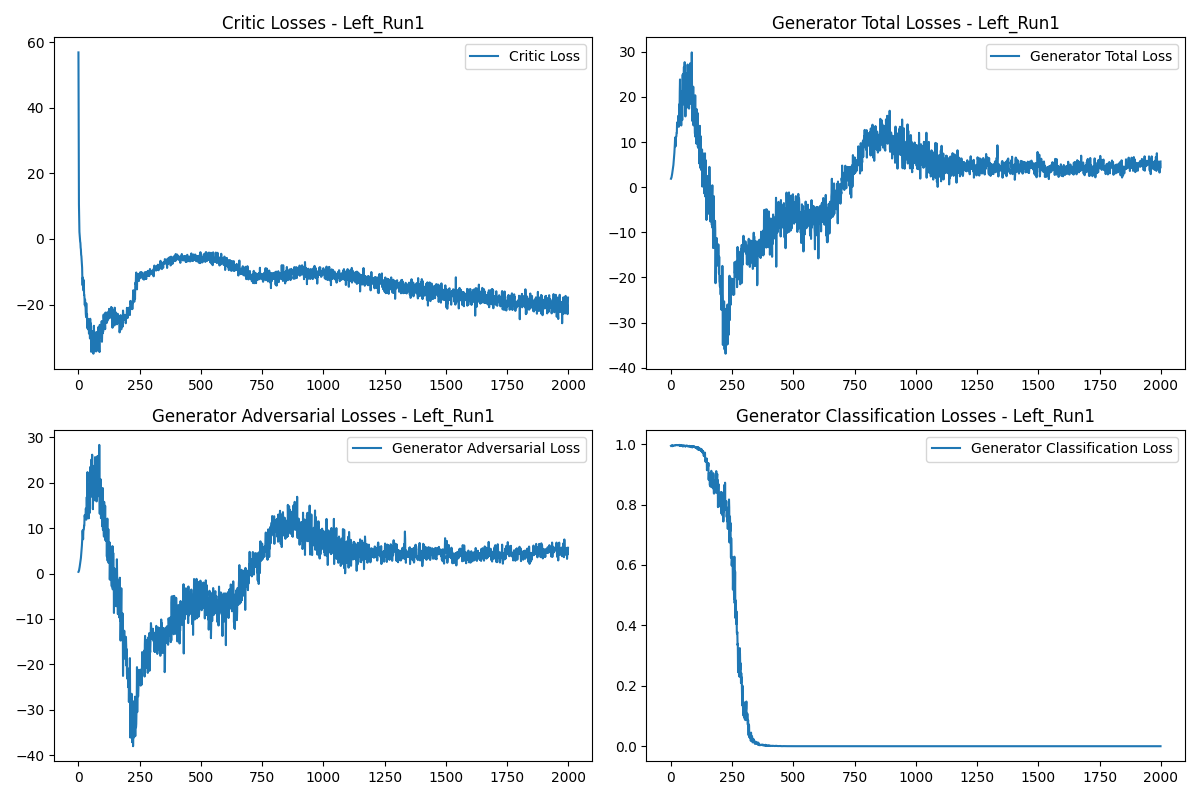 Critic Losses - Left_Run1
Generator Total Losses - Left_Run1
Critic Loss
Generator Total Loss
60
40
20
0
−20
30
20
10
0
−10
−20
−30
−40
0 250 500 750 1000 1250 1500 1750 2000
0 250 500 750 1000 1250 1500 1750 2000
Generator Adversarial Losses - Left_Run1
Generator Classification Losses - Left_Run1
Generator Adversarial Loss
Generator Classification Loss
30
20
10
0
−10
−20
−30
−40
1.0
0.8
0.6
0.4
0.2
0.0
0 250 500 750 1000 1250 1500 1750 2000
0 250 500 750 1000 1250 1500 1750 2000